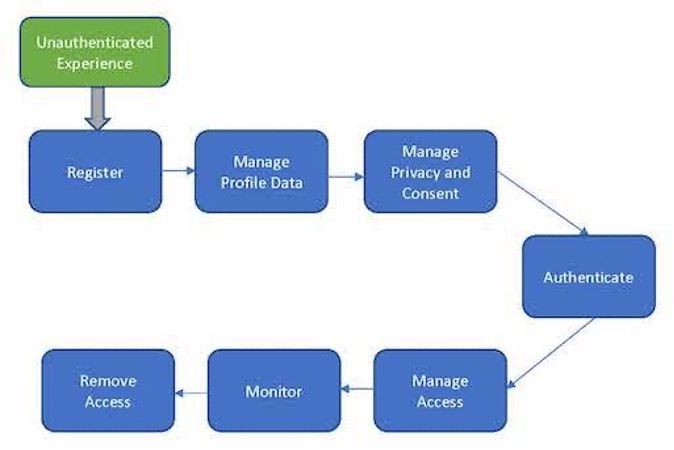 Unauthenticated
Experience
Register
Manage
Profile Data
Manage
Privacy and
Consent
Authenticate
Remove
Access
Monitor
Manage
Access